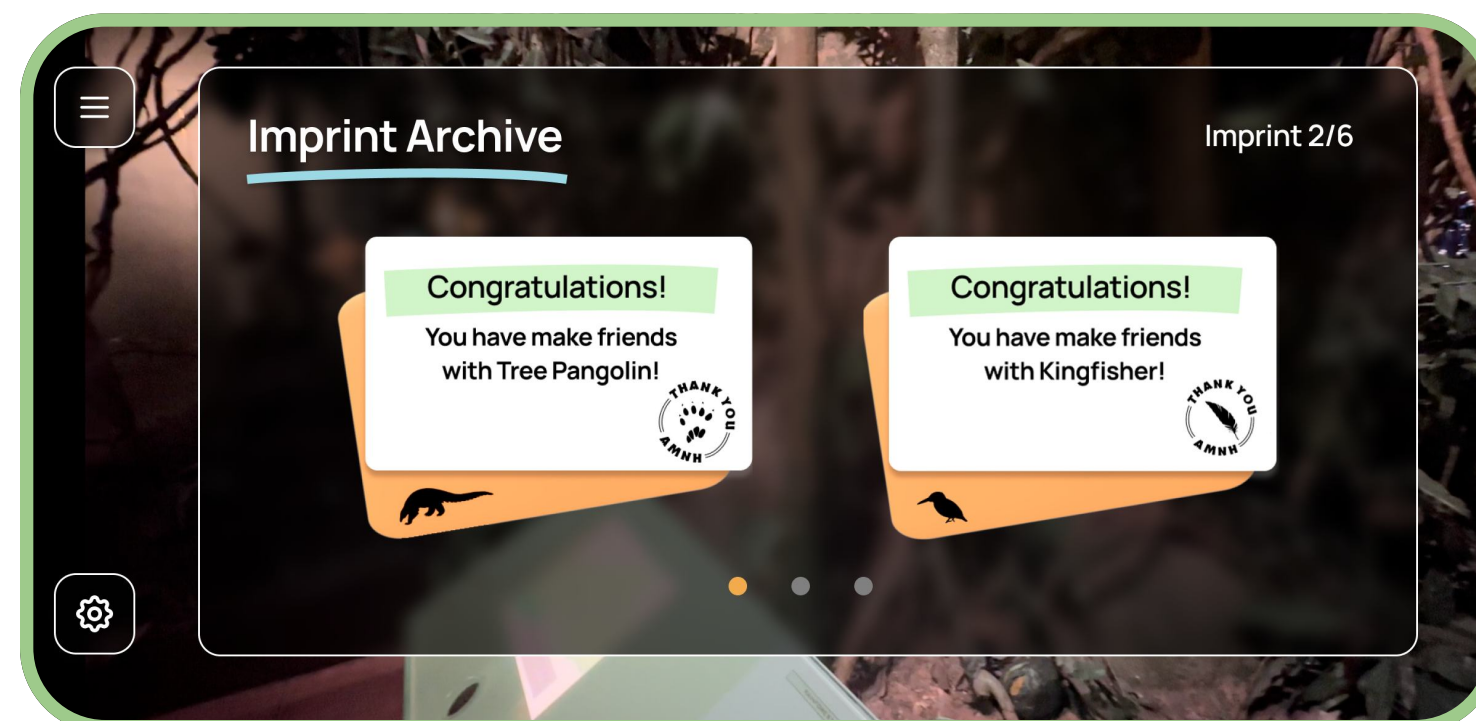 Imprint Archive
Imprint 2/6
Congratulations!
You have make friends
with Tree Pangolin!
THANK YOU
AMNH
Congratulations!
You have make friends
with Kingfisher!
THANK YOU
AMNH